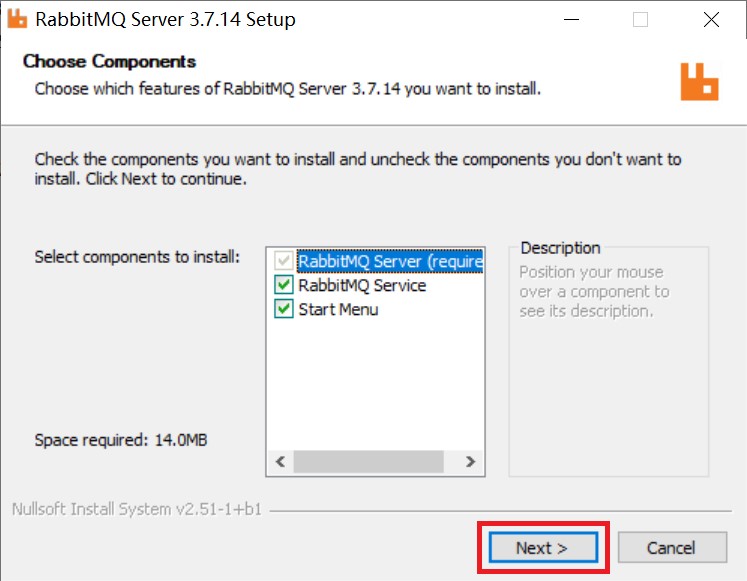 RabbitMQ Server 3.7.14 Setup
Choose Components
Choose which features of RabbitMQ Server 3.7.14 you want to install.
Check the components you want to install and uncheck the components you don't want to
install. Click Next to continue.
Select components to install:
RabbitMQ Server (require
RabbitMQ Service
Start Menu
Description
Position your mouse
over a component to
see its description.
Space required: 14.0MB
Nullsoft Install System v2.51-1+b1
Next >
Cancel